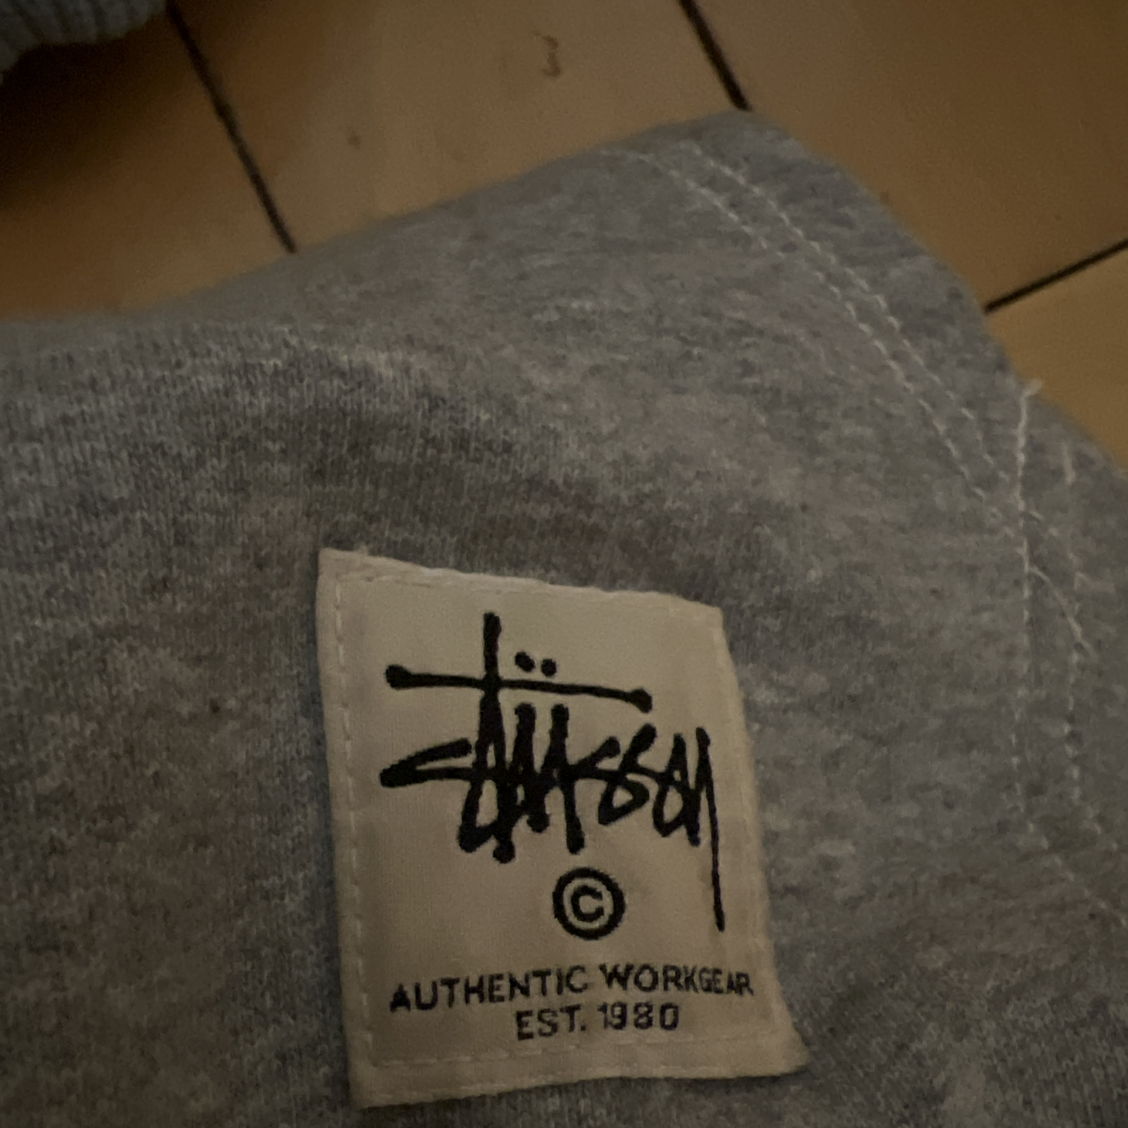 Stüssy
©
AUTHENTIC WORKGEAR
EST. 1980